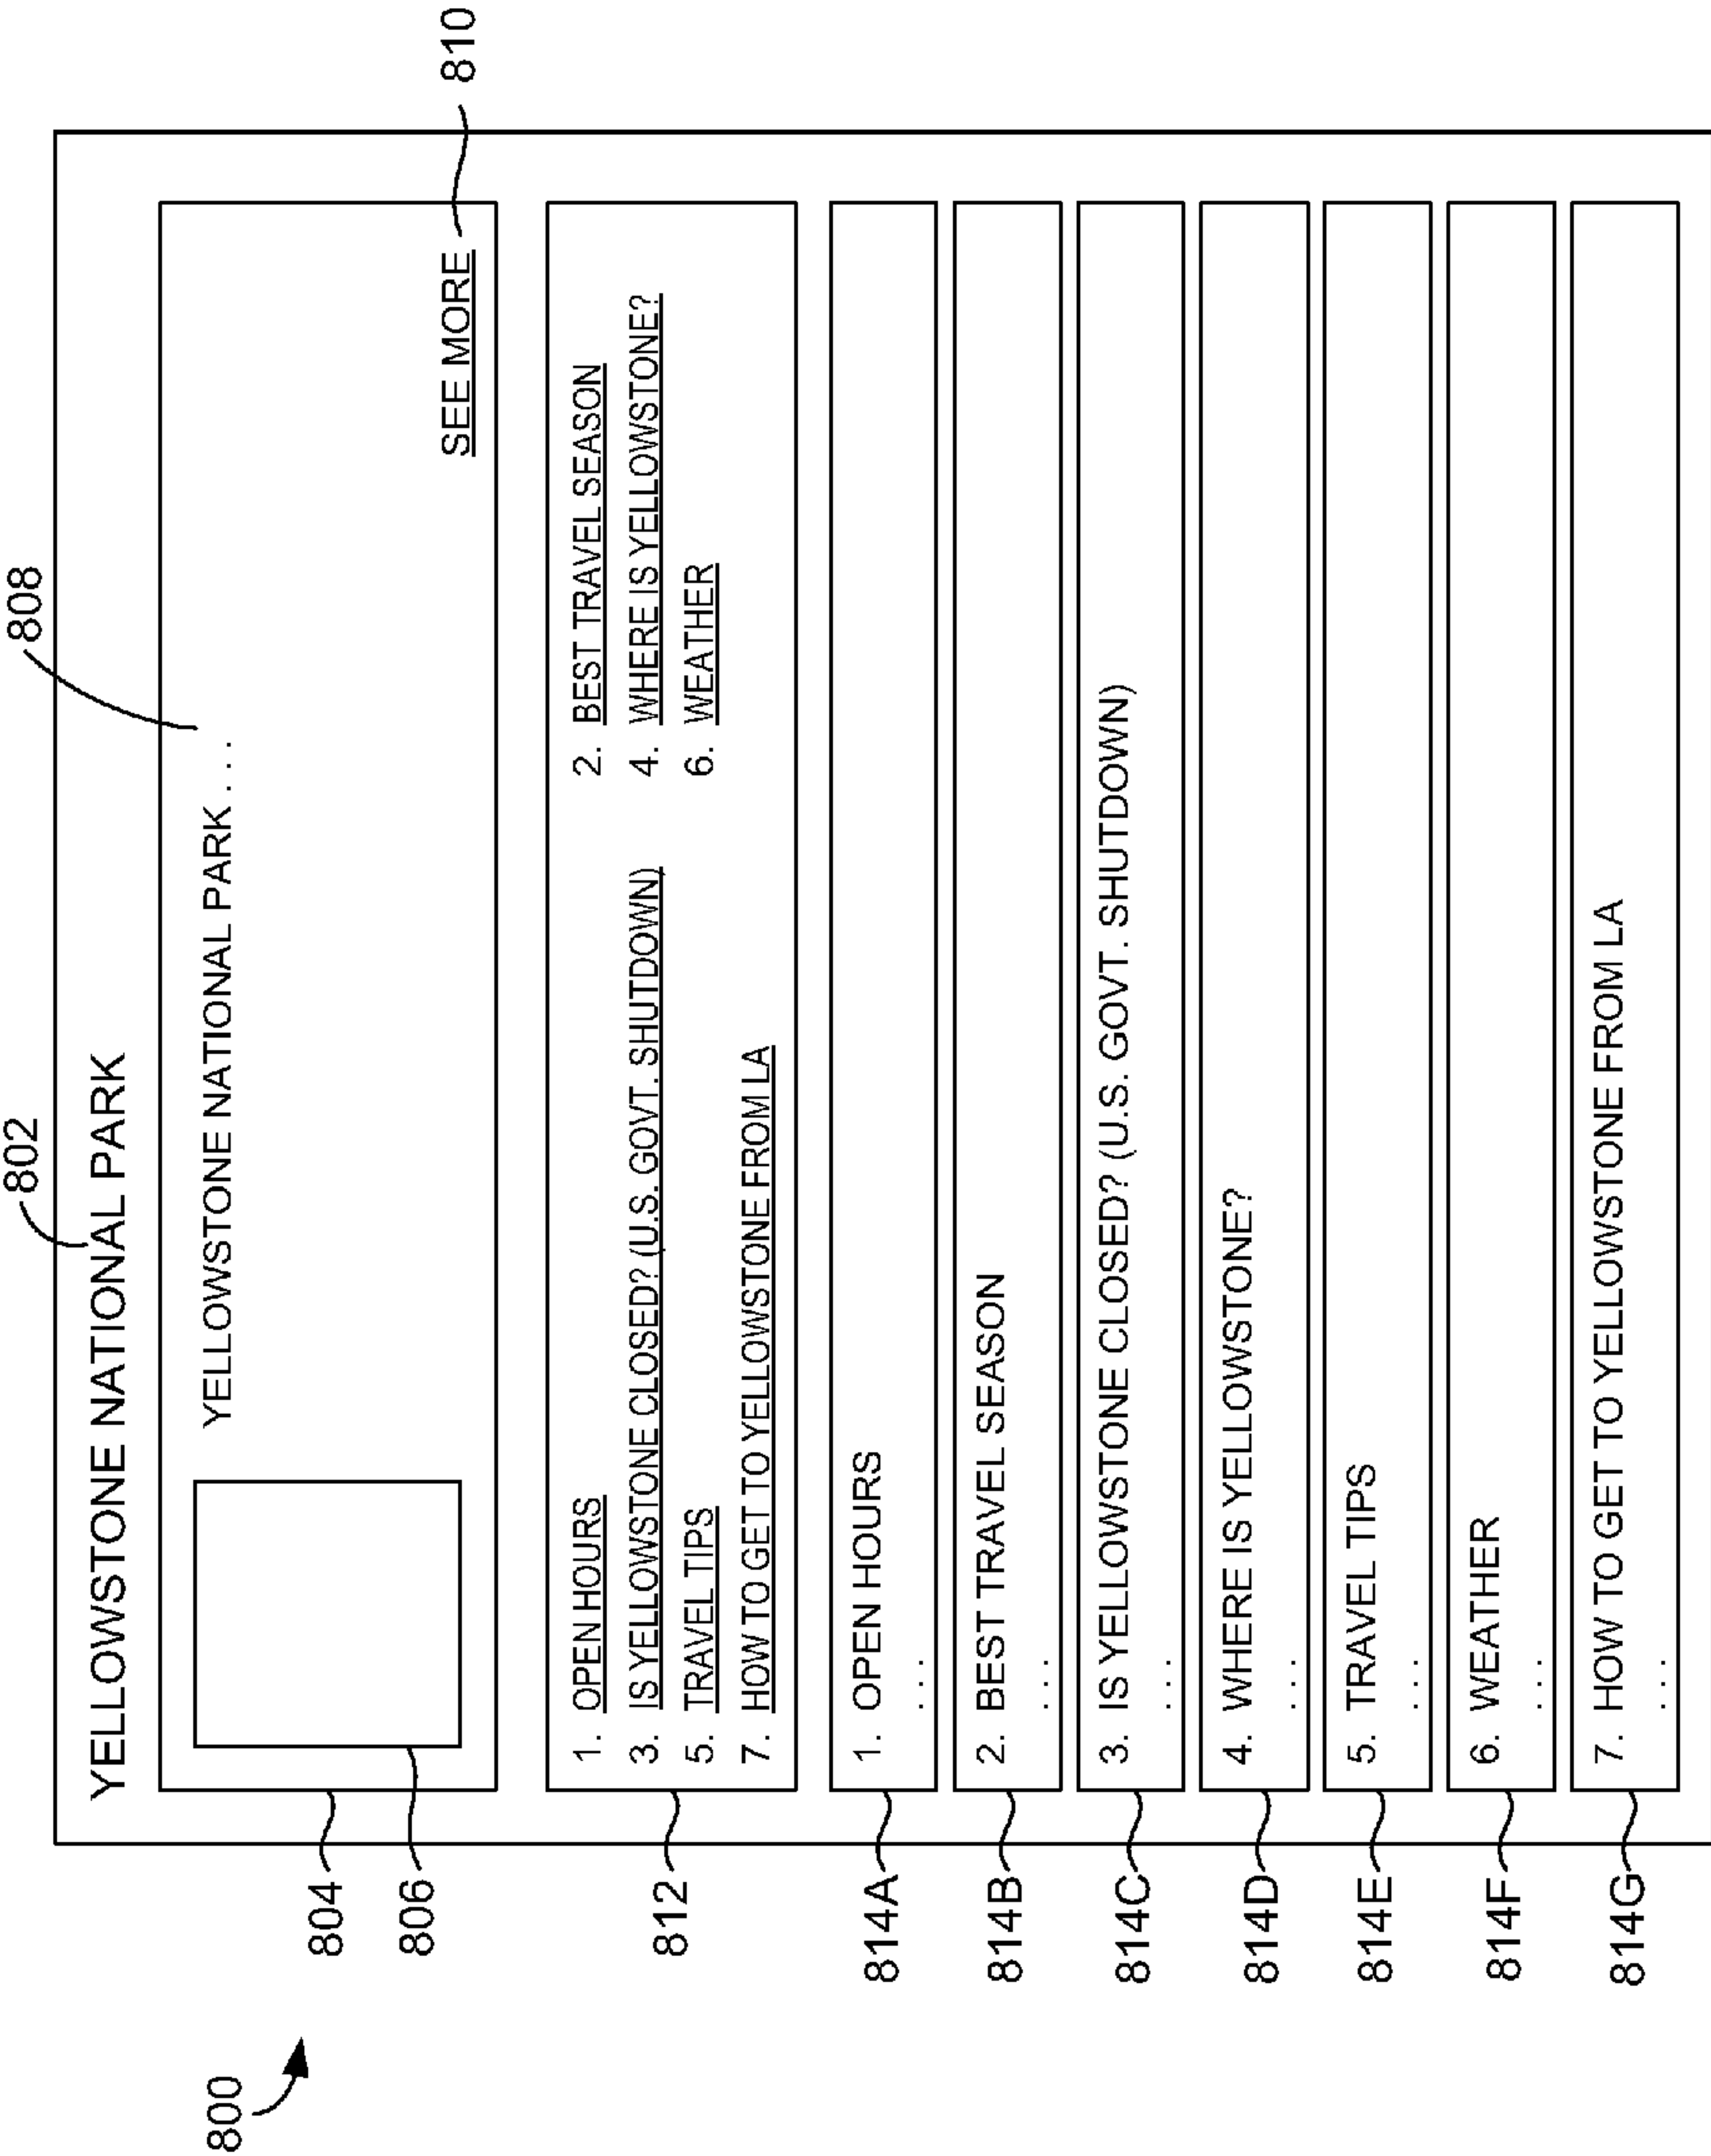 800
802
YELLOWSTONE NATIONAL PARK
804
806
808
YELLOWSTONE NATIONAL PARK . . .
SEE MORE
810
812
1. OPEN HOURS
2. BEST TRAVEL SEASON
3. IS YELLOWSTONE CLOSED? (U.S. GOVT. SHUTDOWN)
4. WHERE IS YELLOWSTONE?
5. TRAVEL TIPS
6. WEATHER
7. HOW TO GET TO YELLOWSTONE FROM LA
814A
1. OPEN HOURS
. . .
814B
2. BEST TRAVEL SEASON
. . .
814C
3. IS YELLOWSTONE CLOSED? (U.S. GOVT. SHUTDOWN)
. . .
814D
4. WHERE IS YELLOWSTONE?
. . .
814E
5. TRAVEL TIPS
. . .
814F
6. WEATHER
. . .
814G
7. HOW TO GET TO YELLOWSTONE FROM LA
. . .